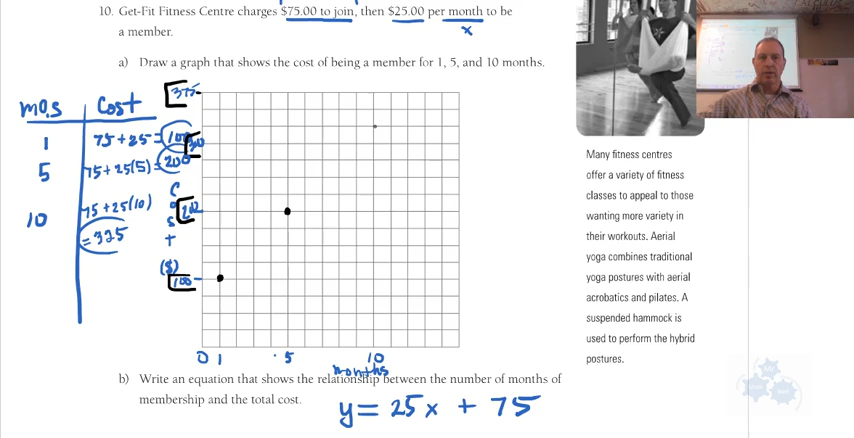 10. Get-Fit Fitness Centre charges $75.00 to join, then $25.00 per month to be
x
a member.
a) Draw a graph that shows the cost of being a member for 1, 5, and 10 months.
mo.s cost
1 75+25=100
5 75+25(5)=200
10 75+25(10)
=325
375
300
200
100
Cost
($)
0 1 5 10
months
b) Write an equation that shows the relationship between the number of months of
membership and the total cost.
y = 25x + 75
Many fitness centres
offer a variety of fitness
classes to appeal to those
wanting more variety in
their workouts. Aerial
yoga combines traditional
yoga postures with aerial
acrobatics and pilates. A
suspended hammock is
used to perform the hybrid
postures.